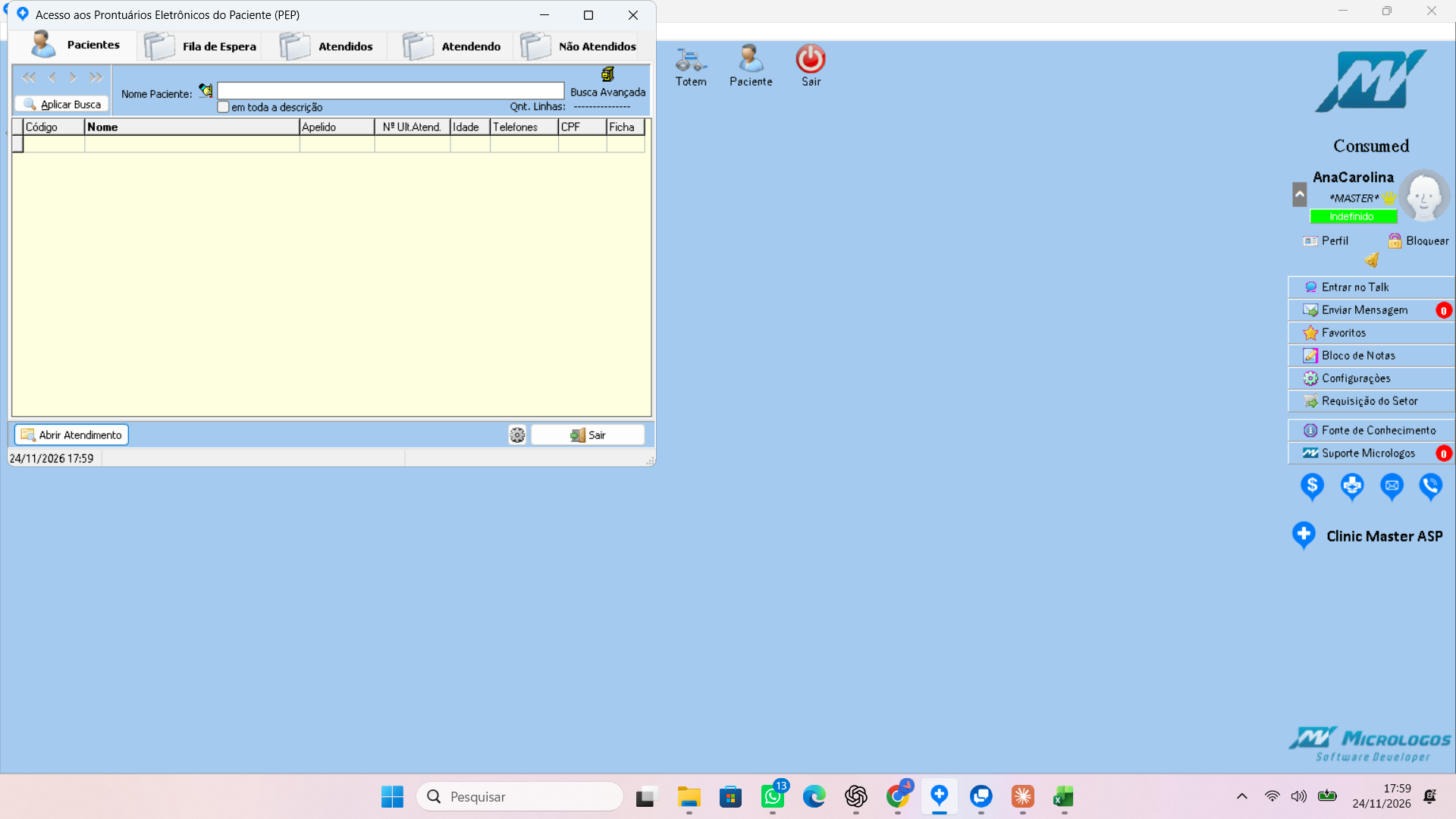 Acesso aos Prontuários Eletrônicos do Paciente (PEP)
Pacientes
Fila de Espera
Atendidos
Atendendo
Não Atendidos
Aplicar Busca
Nome Paciente:
em toda a descrição
Busca Avançada
Qnt. Linhas: ---------------
Código Nome Apelido Nº Ult.Atend. Idade Telefones CPF Ficha
Abrir Atendimento
Sair
24/11/2026 17:59
Totem
Paciente
Sair
Consumed
AnaCarolina
*MASTER*
Indefinido
Perfil
Bloquear
Entrar no Talk
Enviar Mensagem 0
Favoritos
Bloco de Notas
Configurações
Requisição do Setor
Fonte de Conhecimento
Suporte Micrologos 0
Clinic Master ASP
MICROLOGOS
Software Developer
Pesquisar
13
17:59
24/11/2026